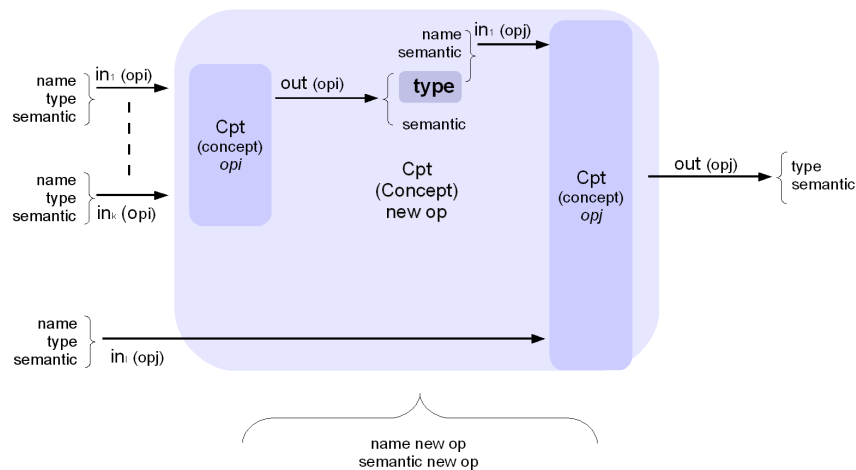 name
type
semantic
in₁ (opi)
name
type
semantic
inₖ (opi)
name
type
semantic
inₗ (opj)
Cpt
(concept)
opi
out (opi)
name
semantic
type
semantic
in₁ (opj)
Cpt
(Concept)
new op
Cpt
(concept)
opj
out (opj)
type
semantic
name new op
semantic new op